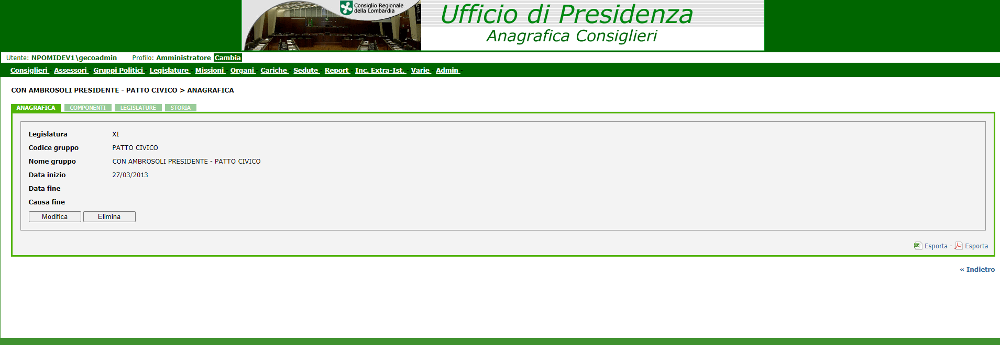 Consiglio Regionale
della Lombardia
Ufficio di Presidenza
Anagrafica Consiglieri
Utente: NPOMIDEV1\gecoadmin Profilo: Amministratore Cambia
Consiglieri - Assessori - Gruppi Politici - Legislature - Missioni - Organi - Cariche - Sedute - Report - Inc. Extra-Ist. - Varie - Admin -
CON AMBROSOLI PRESIDENTE - PATTO CIVICO > ANAGRAFICA
ANAGRAFICA COMPONENTI LEGISLATURE STORIA
Legislatura XI
Codice gruppo PATTO CIVICO
Nome gruppo CON AMBROSOLI PRESIDENTE - PATTO CIVICO
Data inizio 27/03/2013
Data fine
Causa fine
Modifica Elimina
Esporta - Esporta
« Indietro